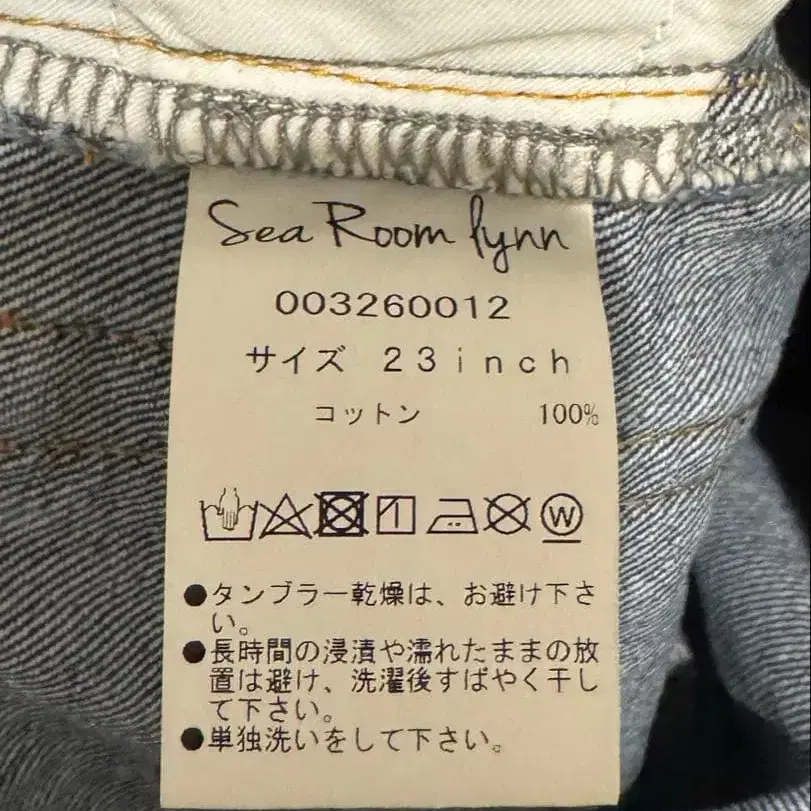 Sea Room lynn
003260012
サイズ 23inch
コットン 100%
W
●タンブラー乾燥は、お避け下さ
い。
●長時間の浸漬や濡れたままの放
置は避け、洗濯後すばやく干し
て下さい。
●単独洗いをして下さい。